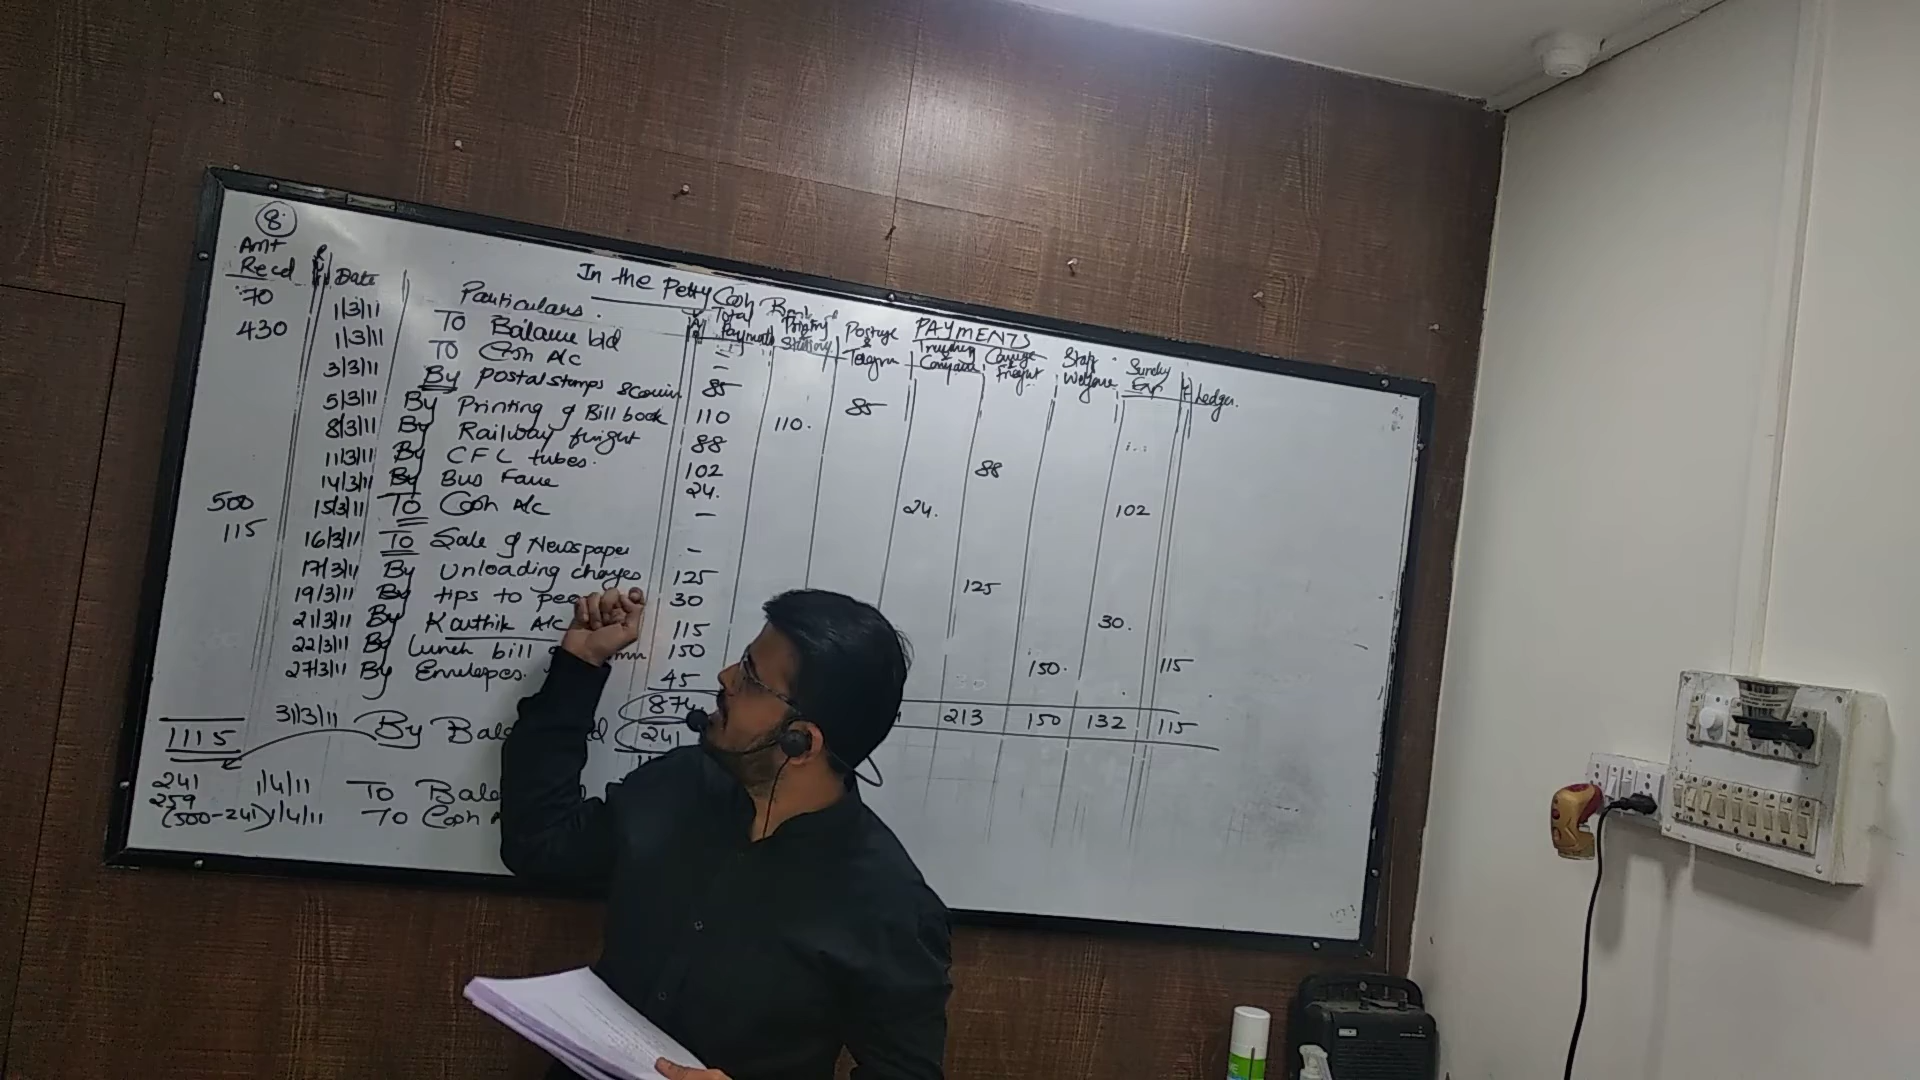 8
In the Petty Cash Book
Amt Recd Date Particulars Total Payments Printing & Stationery Postage & Telegrm PAYMENTS Travelling & Conyance Carriage & Freight Staff Welfare Sundry Exp Ledger.
70 1/3/11 To Balance b/d –
430 1/3/11 To Cash A/c –
3/3/11 By Postal stamps & Courier 85 85
5/3/11 By Printing of Bill book 110 110.
8/3/11 By Railway frieght 88 88
11/3/11 By CFL tubes. 102 102
14/3/11 By Bus Fare 24. 24.
500 15/3/11 To Cash A/c –
115 16/3/11 To Sale of Newspaper –
17/3/11 By Unloading charges 125 125
19/3/11 By tips to 30 30.
21/3/11 By Karthik A/c 115 115
22/3/11 By Lunch bill 150 150.
27/3/11 By Envelopes. 45
874 213 150 132 115
31/3/11 By 241
1115
241 1/4/11 To
259
(500-241) 1/4/11 To Cash